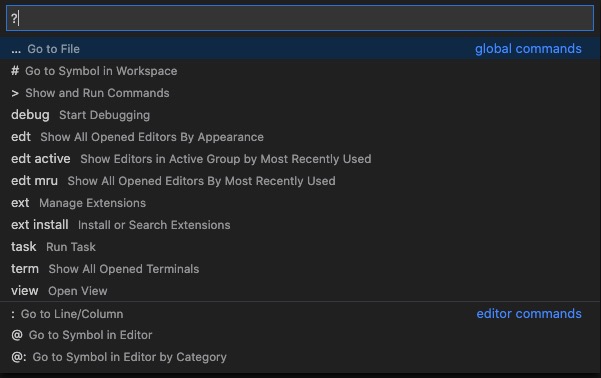 ?
... Go to File global commands
# Go to Symbol in Workspace
> Show and Run Commands
debug Start Debugging
edt Show All Opened Editors By Appearance
edt active Show Editors in Active Group by Most Recently Used
edt mru Show All Opened Editors By Most Recently Used
ext Manage Extensions
ext install Install or Search Extensions
task Run Task
term Show All Opened Terminals
view Open View
: Go to Line/Column editor commands
@ Go to Symbol in Editor
@: Go to Symbol in Editor by Category